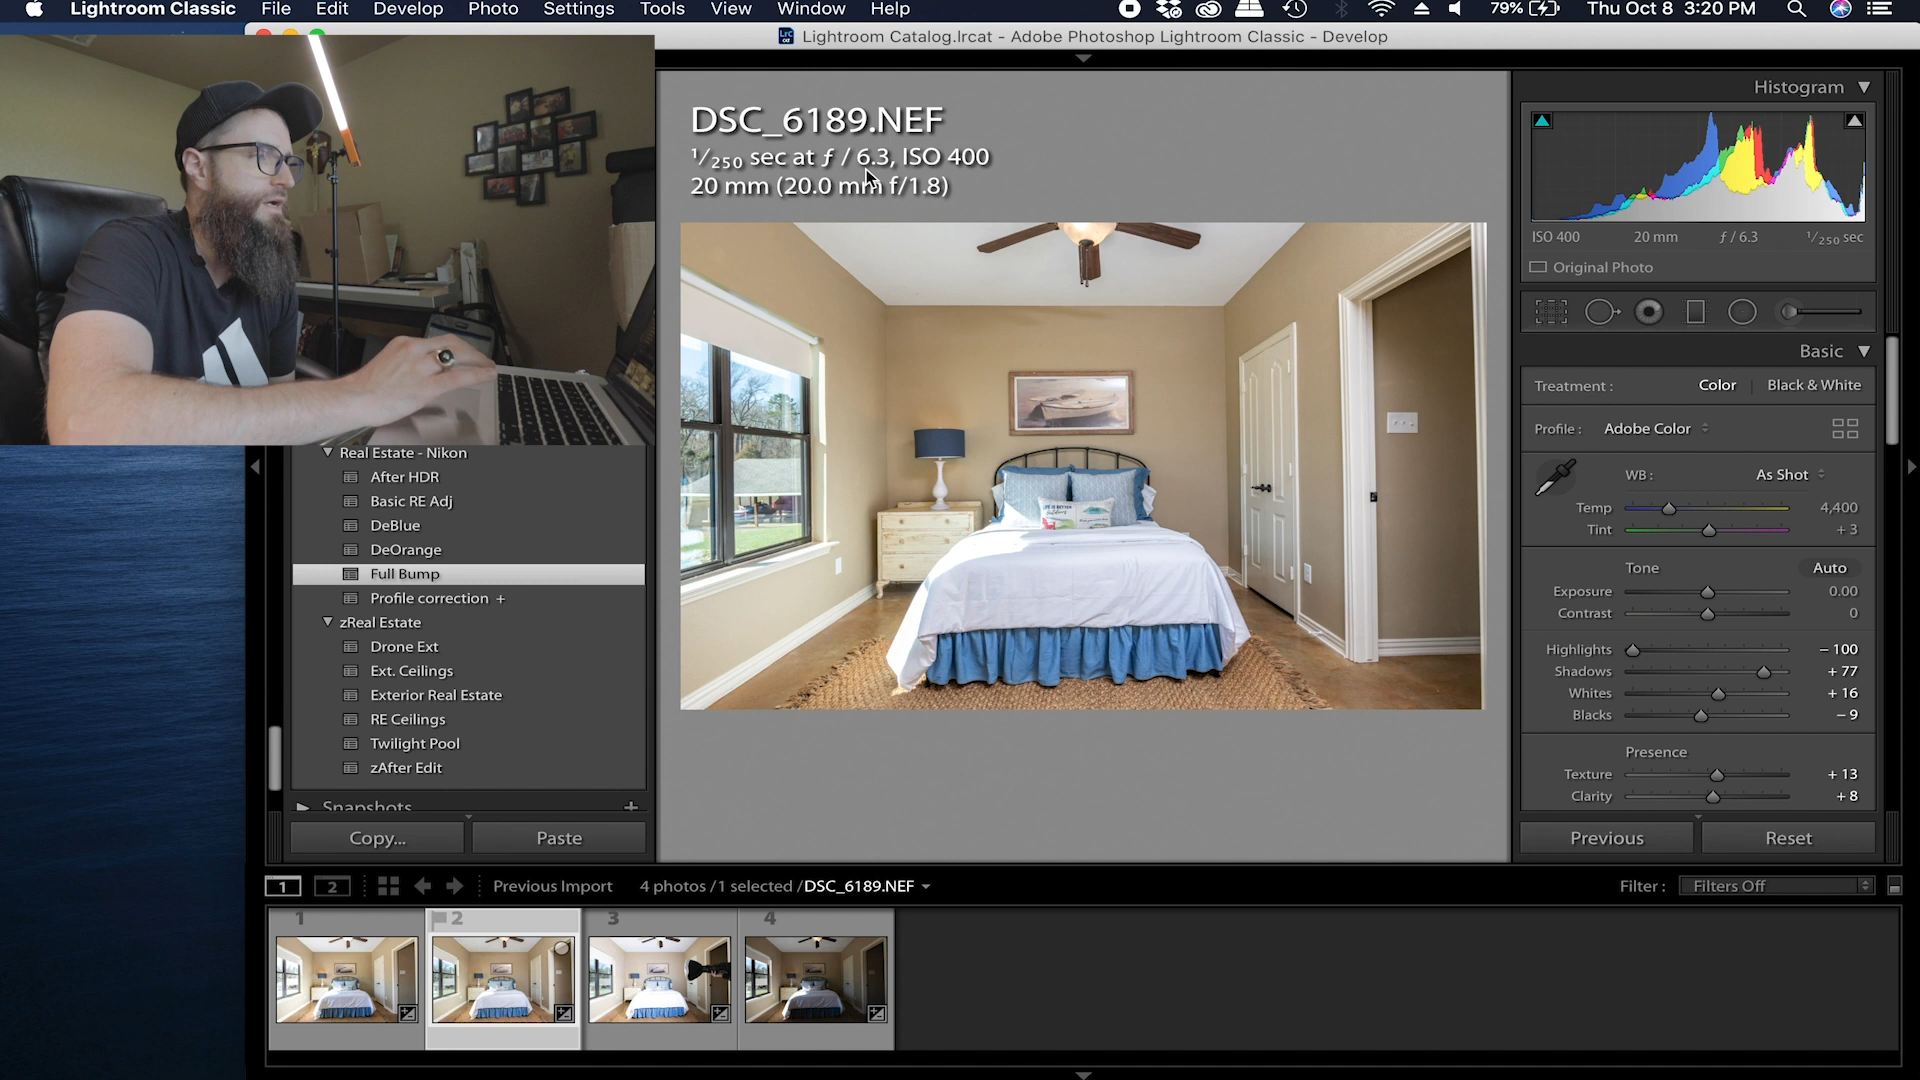 Lightroom Classic File Edit Develop Photo Settings Tools View Window Help 79% Thu Oct 8 3:20 PM
LrC CAT Lightroom Catalog.lrcat - Adobe Photoshop Lightroom Classic - Develop
DSC_6189.NEF
1/250 sec at ƒ / 6.3, ISO 400
20 mm (20.0 mm f/1.8)
Real Estate - Nikon
After HDR
Basic RE Adj
DeBlue
DeOrange
Full Bump
Profile correction +
zReal Estate
Drone Ext
Ext. Ceilings
Exterior Real Estate
RE Ceilings
Twilight Pool
zAfter Edit
Snapshots +
Copy... Paste
Histogram
ISO 400 20 mm ƒ / 6.3 1/250 sec
Original Photo
Basic
Treatment : Color Black & White
Profile : Adobe Color
WB : As Shot
Temp 4,400
Tint + 3
Tone Auto
Exposure 0.00
Contrast 0
Highlights – 100
Shadows + 77
Whites + 16
Blacks – 9
Presence
Texture + 13
Clarity + 8
Previous Reset
1 2 Previous Import 4 photos / 1 selected / DSC_6189.NEF Filter : Filters Off
1 2 3 4